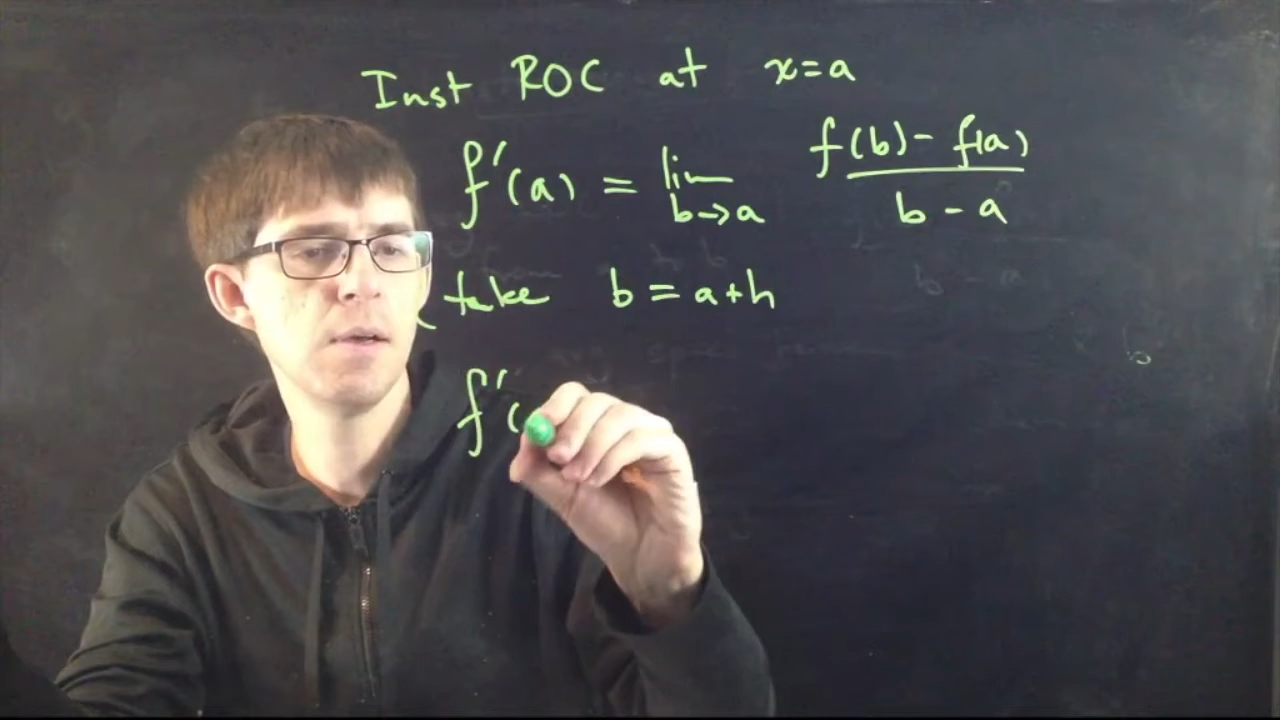 Inst ROC at x=a
f'(a) = lim b→a f(b) - f(a) / b - a
take b = a+h
f'(